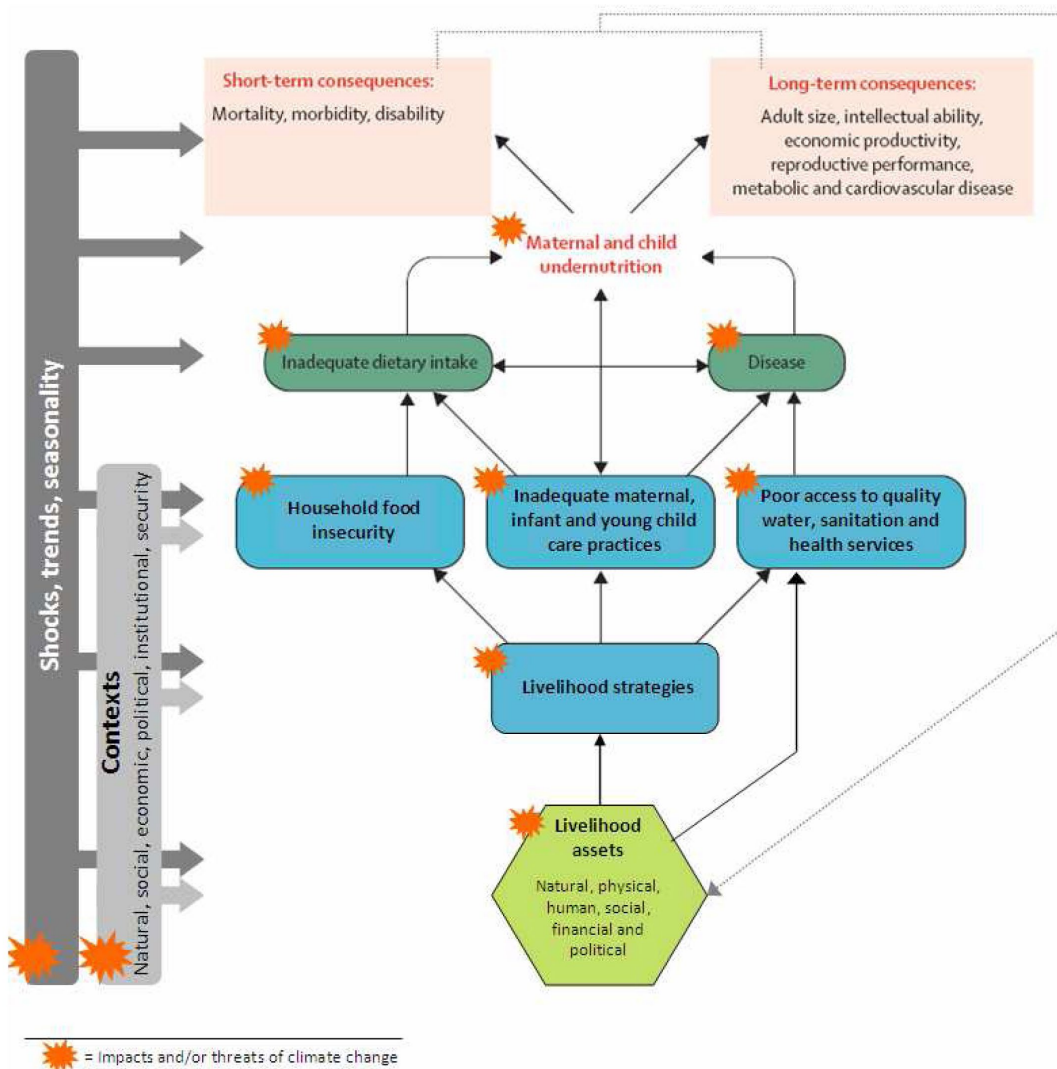 Short-term consequences:
Mortality, morbidity, disability
Long-term consequences:
Adult size, intellectual ability,
economic productivity,
reproductive performance,
metabolic and cardiovascular disease
Maternal and child
undernutrition
Inadequate dietary intake
Disease
Household food
insecurity
Inadequate maternal,
infant and young child
care practices
Poor access to quality
water, sanitation and
health services
Livelihood strategies
Livelihood
assets
Natural, physical,
human, social,
financial and
political
Shocks, trends, seasonality
Contexts
Natural, social, economic, political, institutional, security
= Impacts and/or threats of climate change